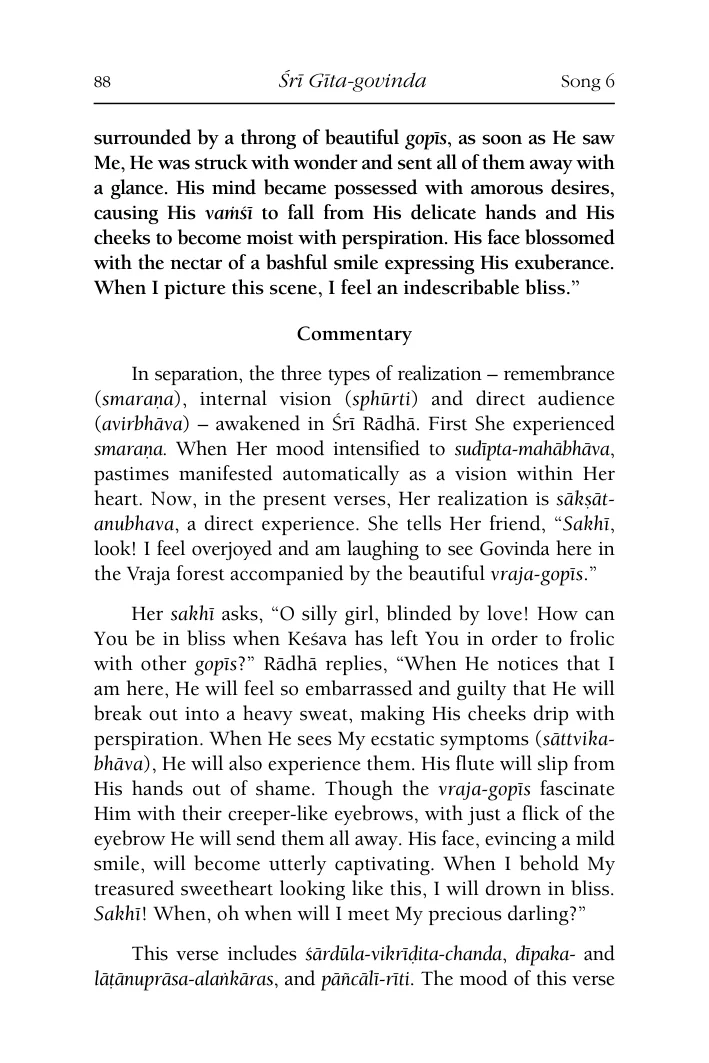 88 Śrī Gīta-govinda Song 6
surrounded by a throng of beautiful gopīs, as soon as He saw
Me, He was struck with wonder and sent all of them away with
a glance. His mind became possessed with amorous desires,
causing His vaṁśī to fall from His delicate hands and His
cheeks to become moist with perspiration. His face blossomed
with the nectar of a bashful smile expressing His exuberance.
When I picture this scene, I feel an indescribable bliss.”
Commentary
In separation, the three types of realization – remembrance
(smaraṇa), internal vision (sphūrti) and direct audience
(avirbhāva) – awakened in Śrī Rādhā. First She experienced
smaraṇa. When Her mood intensified to sudīpta-mahābhāva,
pastimes manifested automatically as a vision within Her
heart. Now, in the present verses, Her realization is sākṣāt-
anubhava, a direct experience. She tells Her friend, “Sakhī,
look! I feel overjoyed and am laughing to see Govinda here in
the Vraja forest accompanied by the beautiful vraja-gopīs.”
Her sakhī asks, “O silly girl, blinded by love! How can
You be in bliss when Keśava has left You in order to frolic
with other gopīs?” Rādhā replies, “When He notices that I
am here, He will feel so embarrassed and guilty that He will
break out into a heavy sweat, making His cheeks drip with
perspiration. When He sees My ecstatic symptoms (sāttvika-
bhāva), He will also experience them. His flute will slip from
His hands out of shame. Though the vraja-gopīs fascinate
Him with their creeper-like eyebrows, with just a flick of the
eyebrow He will send them all away. His face, evincing a mild
smile, will become utterly captivating. When I behold My
treasured sweetheart looking like this, I will drown in bliss.
Sakhī! When, oh when will I meet My precious darling?”
This verse includes śārdūla-vikrīḍita-chanda, dīpaka- and
lāṭānuprāsa-alaṅkāras, and pāñcālī-rīti. The mood of this verse